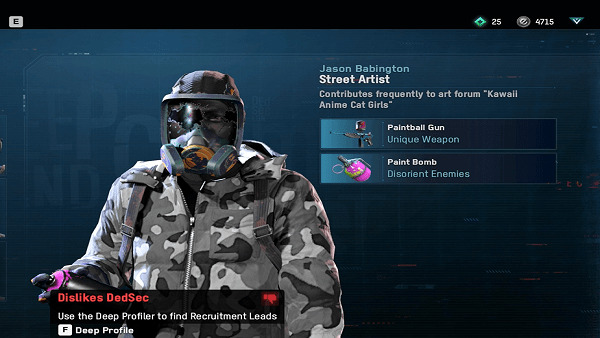 E
25
4715
Jason Babington
Street Artist
Contributes frequently to art forum "Kawaii
Anime Cat Girls"
Paintball Gun
Unique Weapon
Paint Bomb
Disorient Enemies
Dislikes DedSec
Use the Deep Profiler to find Recruitment Leads
F Deep Profile